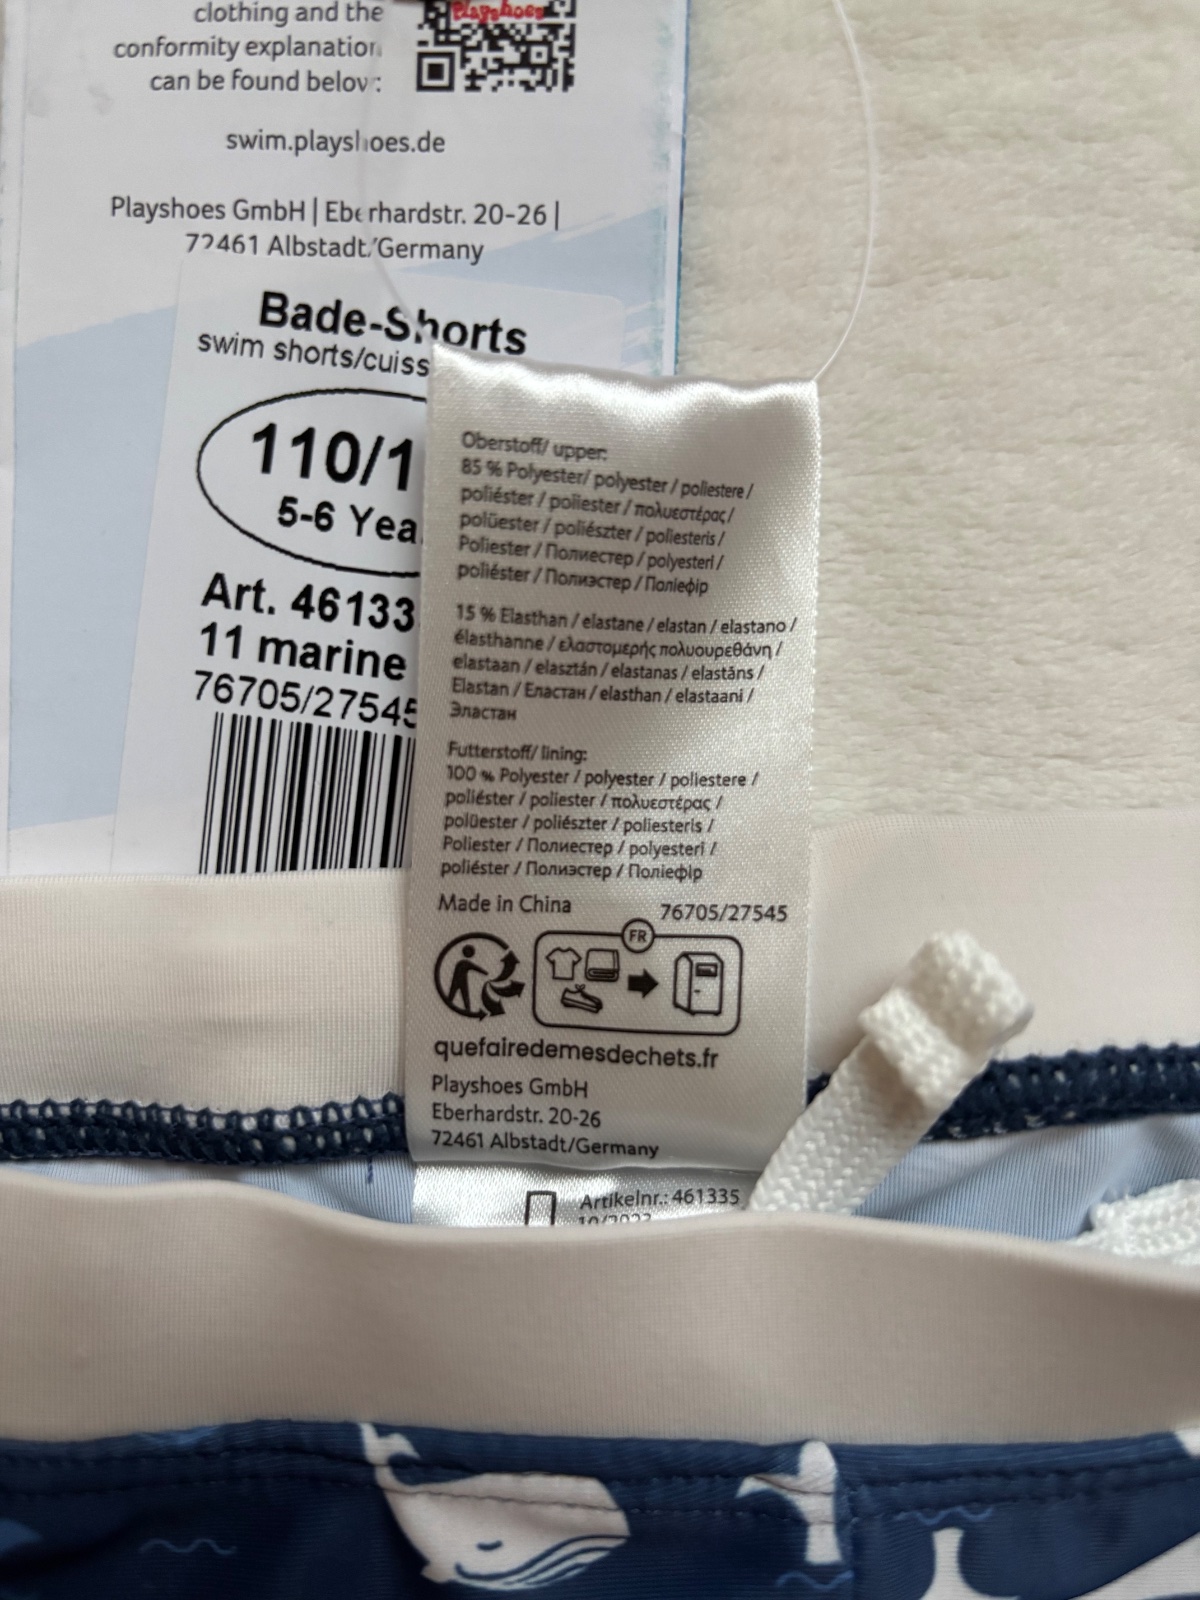 clothing and the
conformity explanation
can be found below:
Playshoes
swim.playshoes.de
Playshoes GmbH | Eberhardstr. 20-26 |
72461 Albstadt/Germany
Bade-Shorts
swim shorts/cuiss
110/1
5-6 Yea
Art. 46133
11 marine
76705/27545
Oberstoff/ upper:
85 % Polyester/ polyester / poliestere /
poliéster / poliester / πολυεστέρας /
polüester / poliészter / poliesteris /
Poliester / Полиестер / polyesteri /
poliéster / Полиэстер / Поліефір
15 % Elasthan / elastane / elastan / elastano /
élasthanne / ελαστομερής πολυουρεθάνη /
elastaan / elasztán / elastanas / elastāns /
Elastan / Еластан / elasthan / elastaani /
Эластан
Futterstoff/ lining:
100 % Polyester / polyester / poliestere /
poliéster / poliester / πολυεστέρας /
polüester / poliészter / poliesteris /
Poliester / Полиестер / polyesteri /
poliéster / Полиэстер / Поліефір
Made in China 76705/27545
FR
quefairedemesdechets.fr
Playshoes GmbH
Eberhardstr. 20-26
72461 Albstadt/Germany
Artikelnr.: 461335